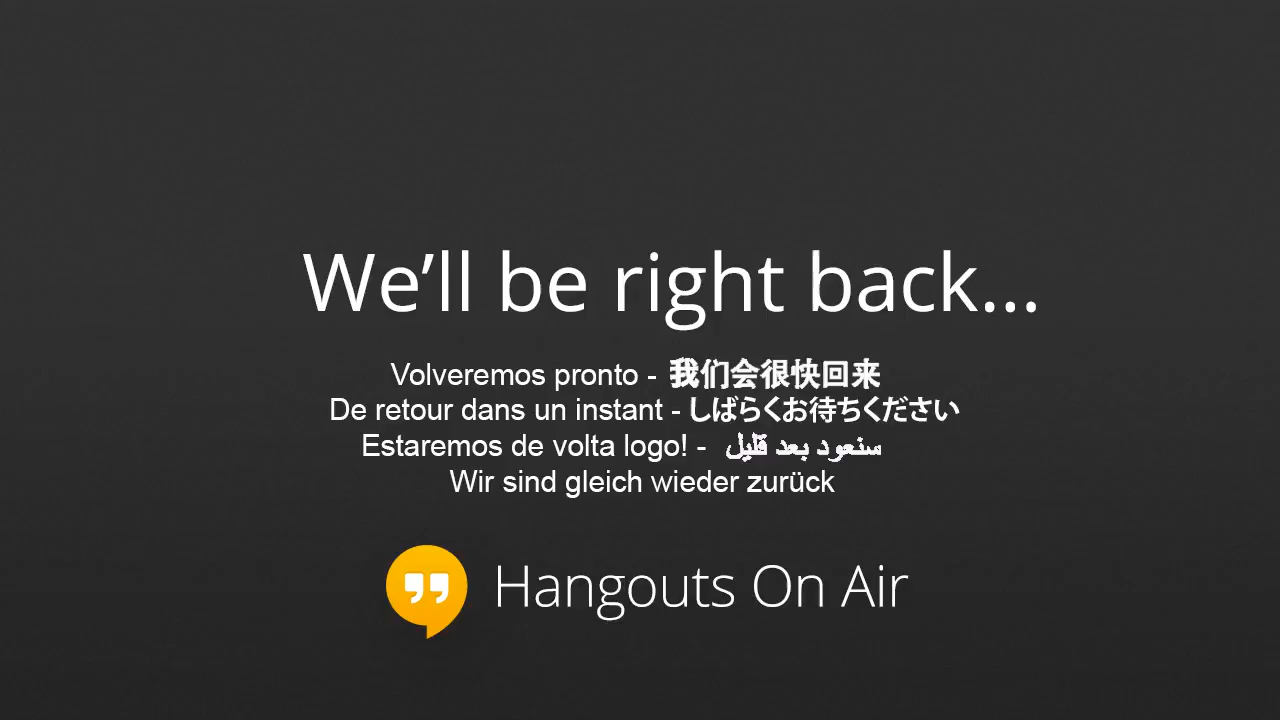 We’ll be right back...
Volveremos pronto - 我们会很快回来
De retour dans un instant - しばらくお待ちください
Estaremos de volta logo! - سنعود بعد قليل
Wir sind gleich wieder zurück
Hangouts On Air